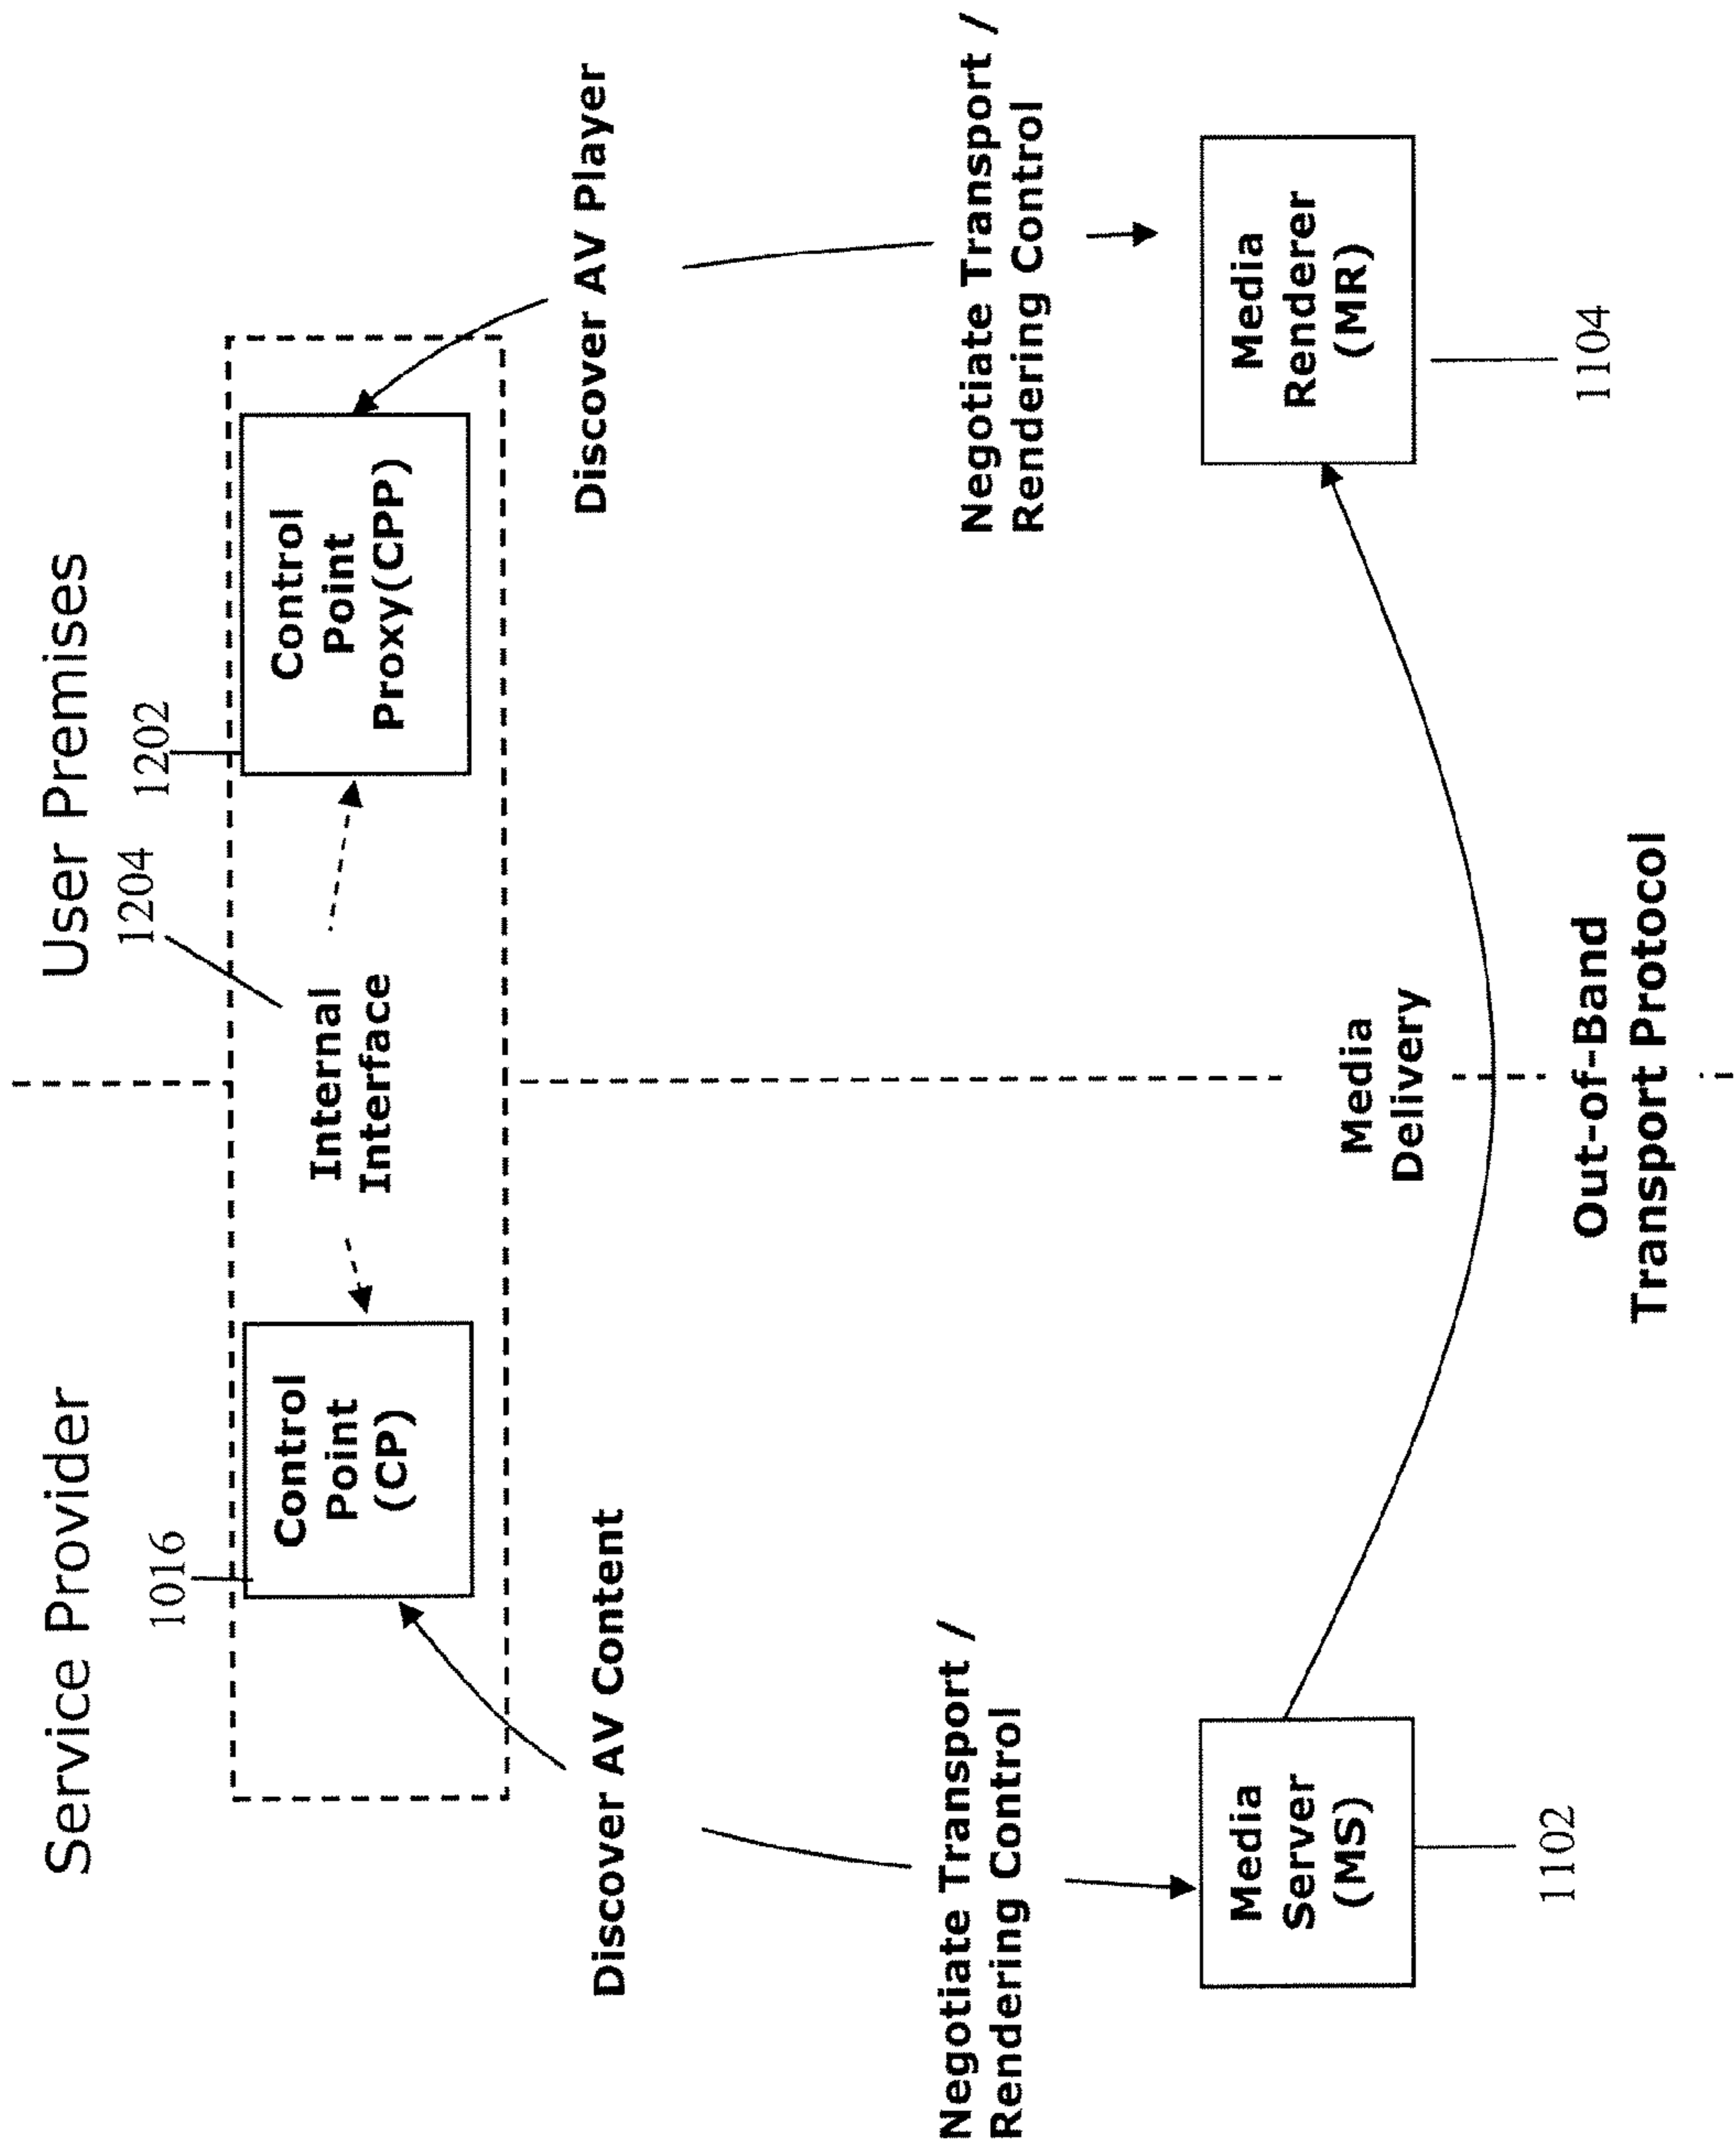 Service Provider
User Premises
1016
1204
1202
Control
Point
(CP)
Internal
Interface
Control
Point
Proxy(CPP)
Discover AV Content
Discover AV Player
Negotiate Transport /
Rendering Control
Negotiate Transport /
Rendering Control
Media
Server
(MS)
Media
Delivery
Media
Renderer
(MR)
1102
1104
Out-of-Band
Transport Protocol